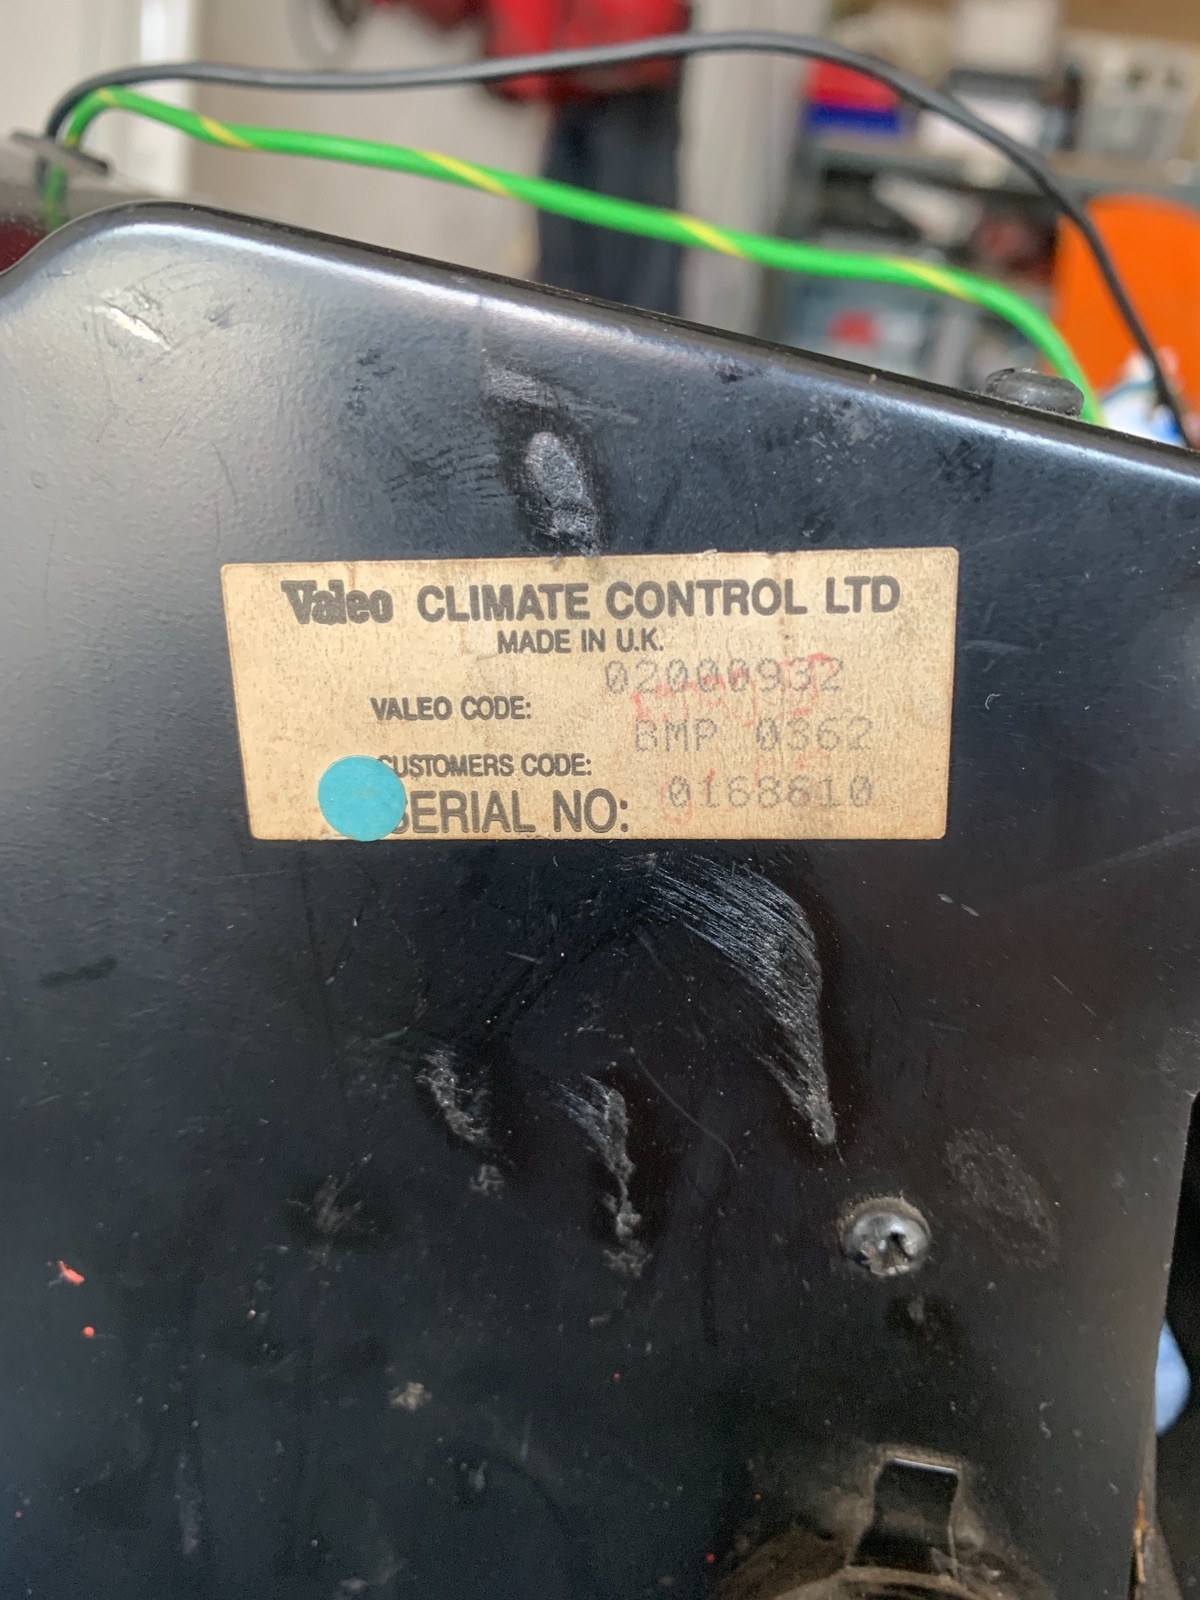 Valeo CLIMATE CONTROL LTD
MADE IN U.K.
02000932
VALEO CODE:
BMP 0362
CUSTOMERS CODE:
0168610
SERIAL NO: